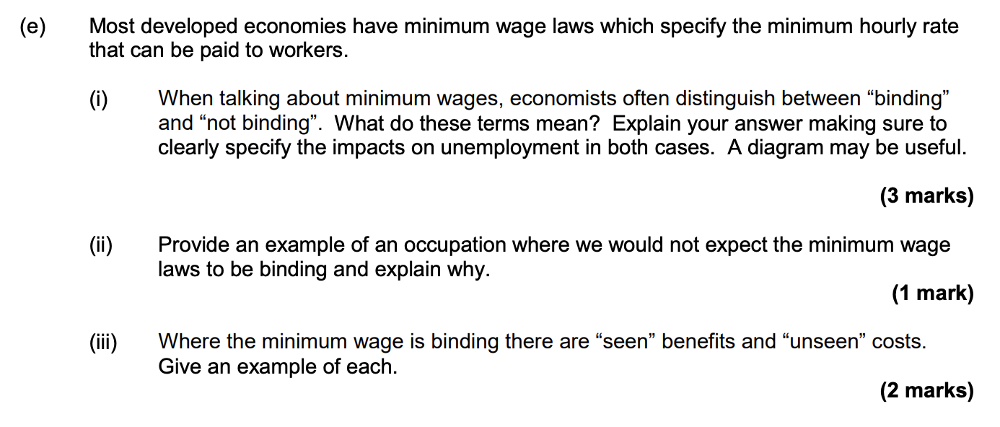 (e) Most developed economies have minimum wage laws which specify the minimum hourly rate
that can be paid to workers.
(i) When talking about minimum wages, economists often distinguish between “binding”
and “not binding”. What do these terms mean? Explain your answer making sure to
clearly specify the impacts on unemployment in both cases. A diagram may be useful.
(3 marks)
(ii) Provide an example of an occupation where we would not expect the minimum wage
laws to be binding and explain why.
(1 mark)
(iii) Where the minimum wage is binding there are “seen” benefits and “unseen” costs.
Give an example of each.
(2 marks)